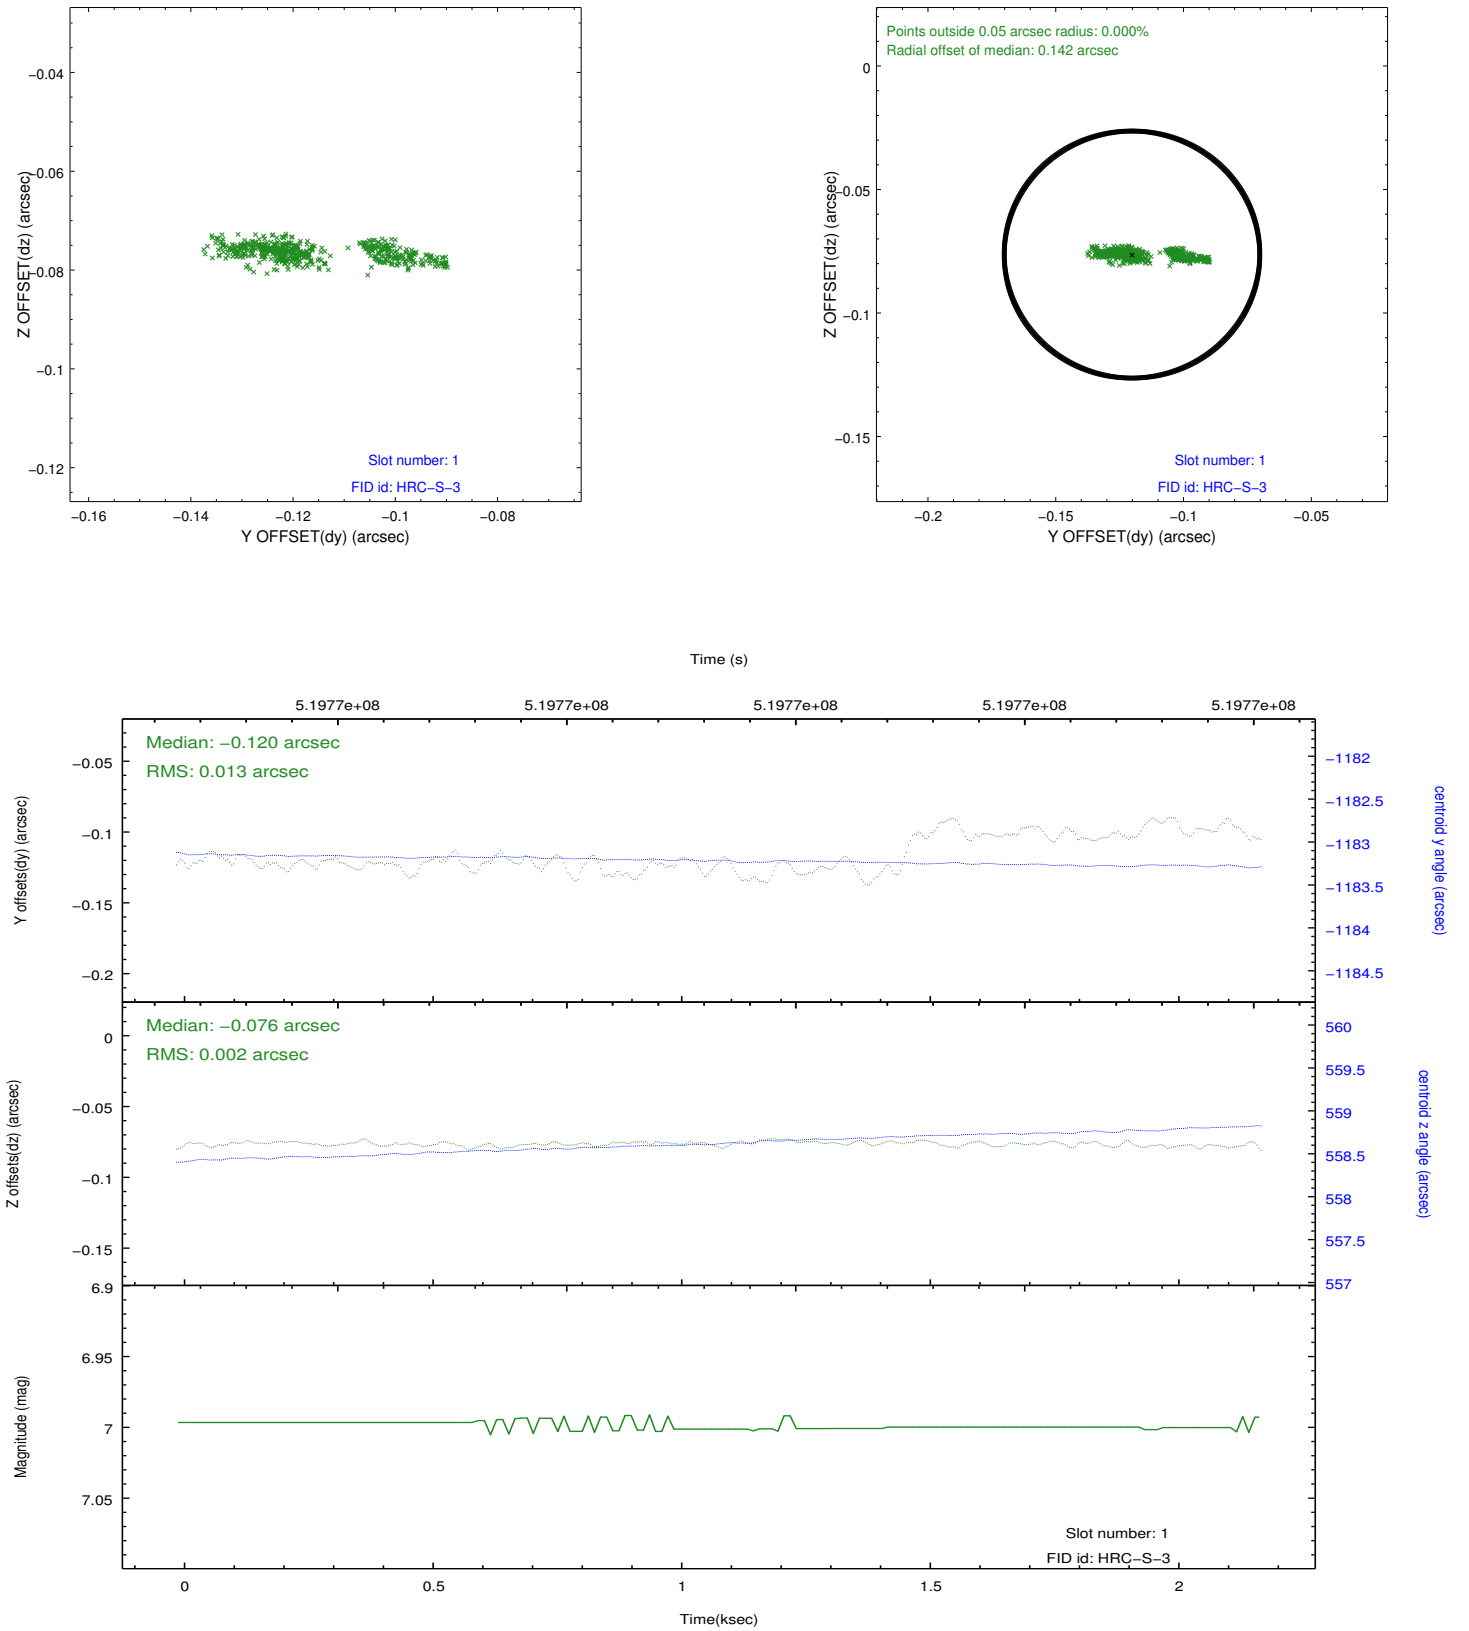 −0.04
−0.06
−0.08
−0.1
−0.12
Z OFFSET(dz) (arcsec)
Slot number: 1
FID id: HRC−S−3
−0.16
−0.14
−0.12
−0.1
−0.08
Y OFFSET(dy) (arcsec)
Points outside 0.05 arcsec radius: 0.000%
Radial offset of median: 0.142 arcsec
0
−0.05
−0.1
−0.15
Z OFFSET(dz) (arcsec)
Slot number: 1
FID id: HRC−S−3
−0.2
−0.15
−0.1
−0.05
Y OFFSET(dy) (arcsec)
Time (s)
5.1977e+08
5.1977e+08
5.1977e+08
5.1977e+08
5.1977e+08
Median: −0.120 arcsec
RMS: 0.013 arcsec
−0.05
−0.1
−0.15
−0.2
Y offsets(dy) (arcsec)
−1182
−1182.5
−1183
−1183.5
−1184
−1184.5
centroid y angle (arcsec)
Median: −0.076 arcsec
RMS: 0.002 arcsec
0
−0.05
−0.1
−0.15
Z offsets(dz) (arcsec)
560
559.5
559
558.5
558
557.5
557
centroid z angle (arcsec)
6.9
6.95
7
7.05
Magnitude (mag)
Slot number: 1
FID id: HRC−S−3
0
0.5
1
1.5
2
Time(ksec)